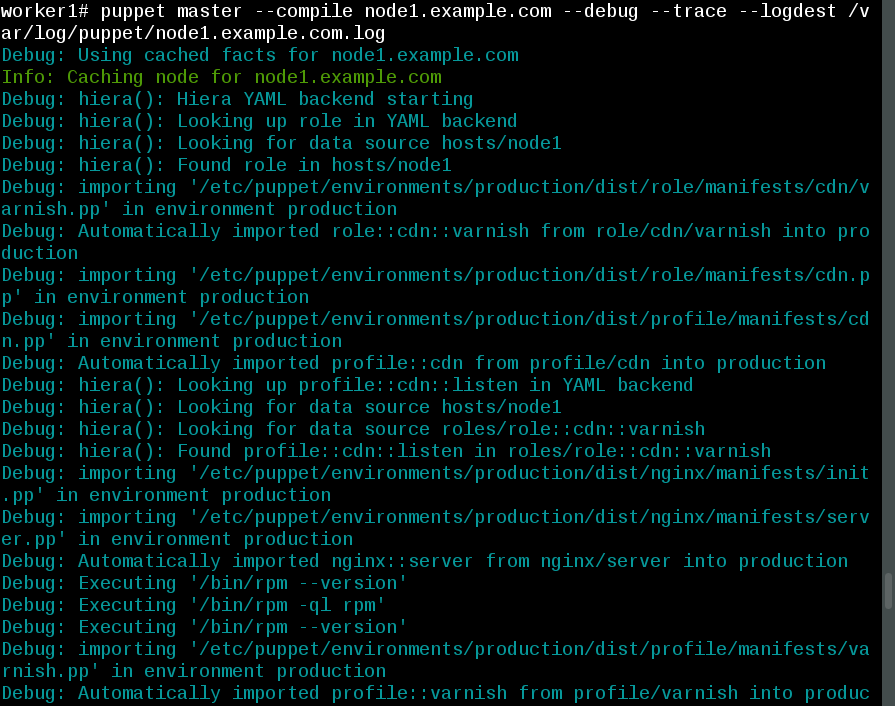 worker1# puppet master --compile node1.example.com --debug --trace --logdest /v
ar/log/puppet/node1.example.com.log
Debug: Using cached facts for node1.example.com
Info: Caching node for node1.example.com
Debug: hiera(): Hiera YAML backend starting
Debug: hiera(): Looking up role in YAML backend
Debug: hiera(): Looking for data source hosts/node1
Debug: hiera(): Found role in hosts/node1
Debug: importing '/etc/puppet/environments/production/dist/role/manifests/cdn/v
arnish.pp' in environment production
Debug: Automatically imported role::cdn::varnish from role/cdn/varnish into pro
duction
Debug: importing '/etc/puppet/environments/production/dist/role/manifests/cdn.p
p' in environment production
Debug: importing '/etc/puppet/environments/production/dist/profile/manifests/cd
n.pp' in environment production
Debug: Automatically imported profile::cdn from profile/cdn into production
Debug: hiera(): Looking up profile::cdn::listen in YAML backend
Debug: hiera(): Looking for data source hosts/node1
Debug: hiera(): Looking for data source roles/role::cdn::varnish
Debug: hiera(): Found profile::cdn::listen in roles/role::cdn::varnish
Debug: importing '/etc/puppet/environments/production/dist/nginx/manifests/init
.pp' in environment production
Debug: importing '/etc/puppet/environments/production/dist/nginx/manifests/serv
er.pp' in environment production
Debug: Automatically imported nginx::server from nginx/server into production
Debug: Executing '/bin/rpm --version'
Debug: Executing '/bin/rpm -ql rpm'
Debug: Executing '/bin/rpm --version'
Debug: importing '/etc/puppet/environments/production/dist/profile/manifests/va
rnish.pp' in environment production
Debug: Automatically imported profile::varnish from profile/varnish into produc